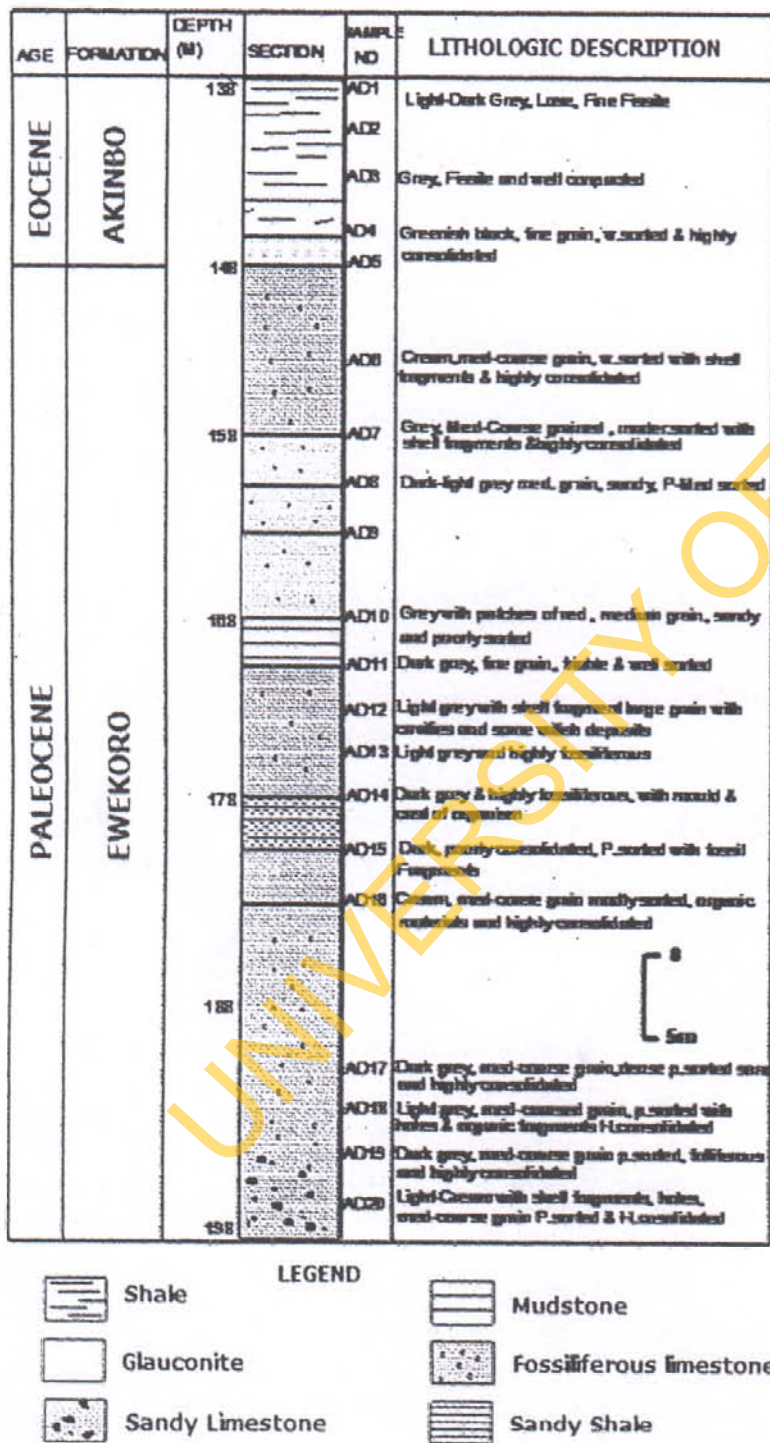 AGE FORMATION DEPTH (M) SECTION SAMPLE NO LITHOLOGIC DESCRIPTION
EOCENE
AKINBO
138
AD1
Light-Dark Grey, Lose, Fine Fissile
AD2
AD3 Grey, Fissile and well compacted
AD4 Greenish black, fine grain, w.sorted & highly
consolidated
AD5
148
PALEOCENE
EWEKORO
AD6 Cream,med-coarse grain, w.sorted with shell
fragments & highly consolidated
158
AD7 Grey, Med-Coarse grained , moder.sorted with
shell fragments &highly consolidated
AD8 Dark-light grey med. grain, sandy, P-Med sorted
AD9
168
AD10 Grey with patches of red , medium grain, sandy
and poorly sorted
AD11 Dark grey, fine grain, friable & well sorted
AD12 Light grey with shell fragment large grain with
cavities and some deposits
AD13 Light grey and highly fossiliferous
178
AD14 Dark grey & highly fossiliferous, with mould &
cast of organism
AD15 Dark, poorly consolidated, P.sorted with fossil
Fragments
AD16 Cream, med-coarse grain sorted, organic
materials and highly consolidated
0
5m
188
AD17 Dark grey, med-coarse grain,dense p.sorted
and highly consolidated
AD18 Light grey, med-coarsed grain, p.sorted with
holes & organic fragments H.consolidated
AD19 Dark grey, med-coarse grain p.sorted,
and highly consolidated
AD20 Light-Cream with shell fragments, holes,
med-coarse grain P.sorted & H.consolidated
198
UNIVERSITY OF
LEGEND
Shale
Mudstone
Glauconite
Fossiliferous limestone
Sandy Limestone
Sandy Shale